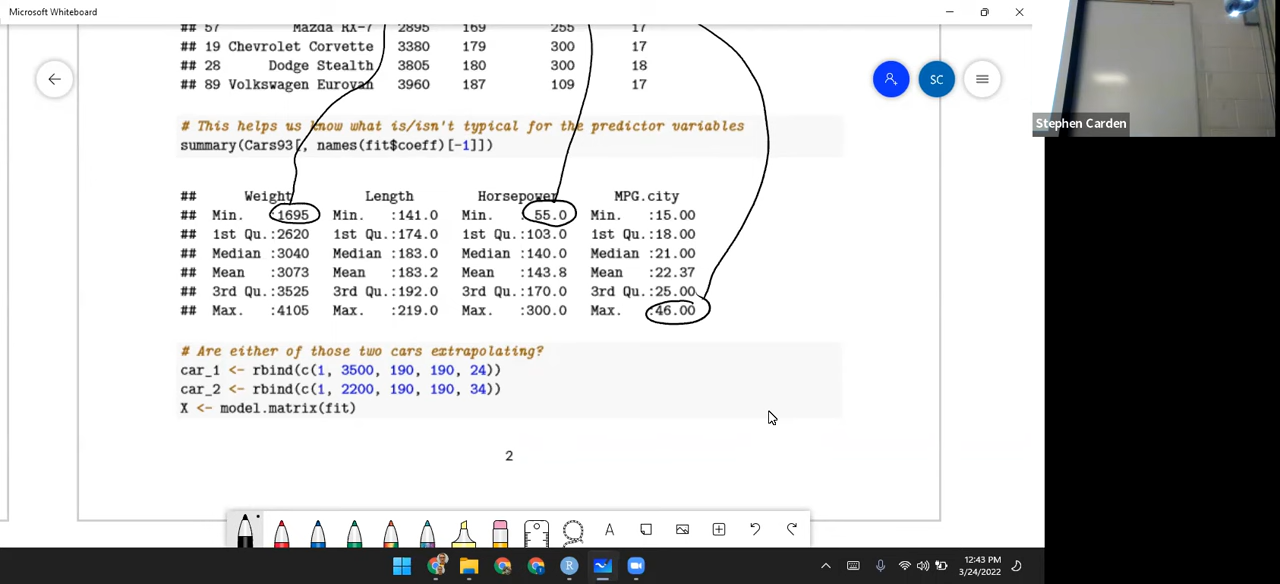 Microsoft Whiteboard
## 57 Mazda RX-7 2895 169 255 17
## 19 Chevrolet Corvette 3380 179 300 17
## 28 Dodge Stealth 3805 180 300 18
## 89 Volkswagen Eurovan 3960 187 109 17
SC
Stephen Carden
# This helps us know what is/isn't typical for the predictor variables
summary(Cars93[, names(fit$coeff)[-1]])
## Weight Length Horsepower MPG.city
## Min. :1695 Min. :141.0 Min. : 55.0 Min. :15.00
## 1st Qu.:2620 1st Qu.:174.0 1st Qu.:103.0 1st Qu.:18.00
## Median :3040 Median :183.0 Median :140.0 Median :21.00
## Mean :3073 Mean :183.2 Mean :143.8 Mean :22.37
## 3rd Qu.:3525 3rd Qu.:192.0 3rd Qu.:170.0 3rd Qu.:25.00
## Max. :4105 Max. :219.0 Max. :300.0 Max. :46.00
# Are either of those two cars extrapolating?
car_1 <- rbind(c(1, 3500, 190, 190, 24))
car_2 <- rbind(c(1, 2200, 190, 190, 34))
X <- model.matrix(fit)
2
A
R
12:43 PM
3/24/2022